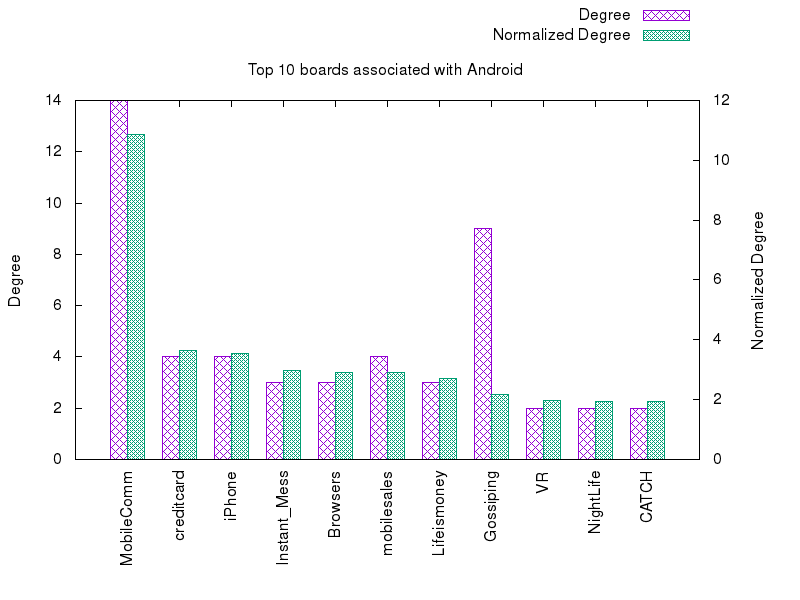 Degree
Normalized Degree
Top 10 boards associated with Android
14
12
10
8
6
4
2
0
12
10
8
6
4
2
0
Degree
Normalized Degree
MobileComm
creditcard
iPhone
Instant_Mess
Browsers
mobilesales
Lifeismoney
Gossiping
VR
NightLife
CATCH